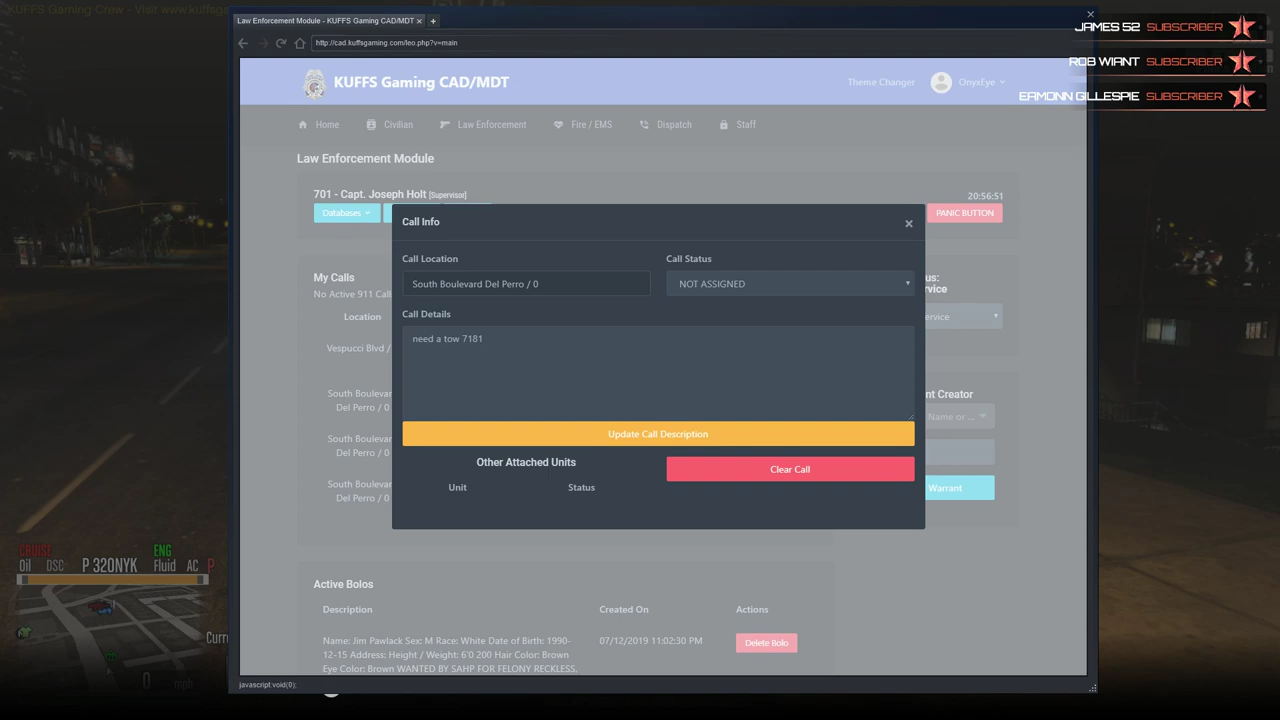 KUFFS Gaming Crew - Visit www.kuffsg
Law Enforcement Module - KUFFS Gaming CAD/MDT
http://cad.kuffsgaming.com/leo.php?v=main
JAMES 52 SUBSCRIBER
ROB WIANT SUBSCRIBER
EAMONN GILLESPIE SUBSCRIBER
KUFFS Gaming CAD/MDT
Theme Changer
OnyxEye
Home
Civilian
Law Enforcement
Fire / EMS
Dispatch
Staff
Law Enforcement Module
701 - Capt. Joseph Holt [Supervisor]
20:56:51
Databases
PANIC BUTTON
Call Info
×
Call Location
Call Status
South Boulevard Del Perro / 0
NOT ASSIGNED
Call Details
need a tow 7181
Update Call Description
Other Attached Units
Clear Call
Unit
Status
My Calls
No Active 911 Call
Location
Vespucci Blvd /
South Boulevar
Del Perro / 0
South Boulevar
Del Perro / 0
South Boulevar
Del Perro / 0
us:
rvice
ervice
nt Creator
Name or ...
Warrant
Active Bolos
Description
Created On
Actions
Name: Jim Pawlack Sex: M Race: White Date of Birth: 1990-
12-15 Address: Height / Weight: 6'0 200 Hair Color: Brown
Eye Color: Brown WANTED BY SAHP FOR FELONY RECKLESS,
07/12/2019 11:02:30 PM
Delete Bolo
javascript:void(0);
CRUISE
ENG
Oil DSC P 320NYK Fluid AC P.
Curr
0 mph